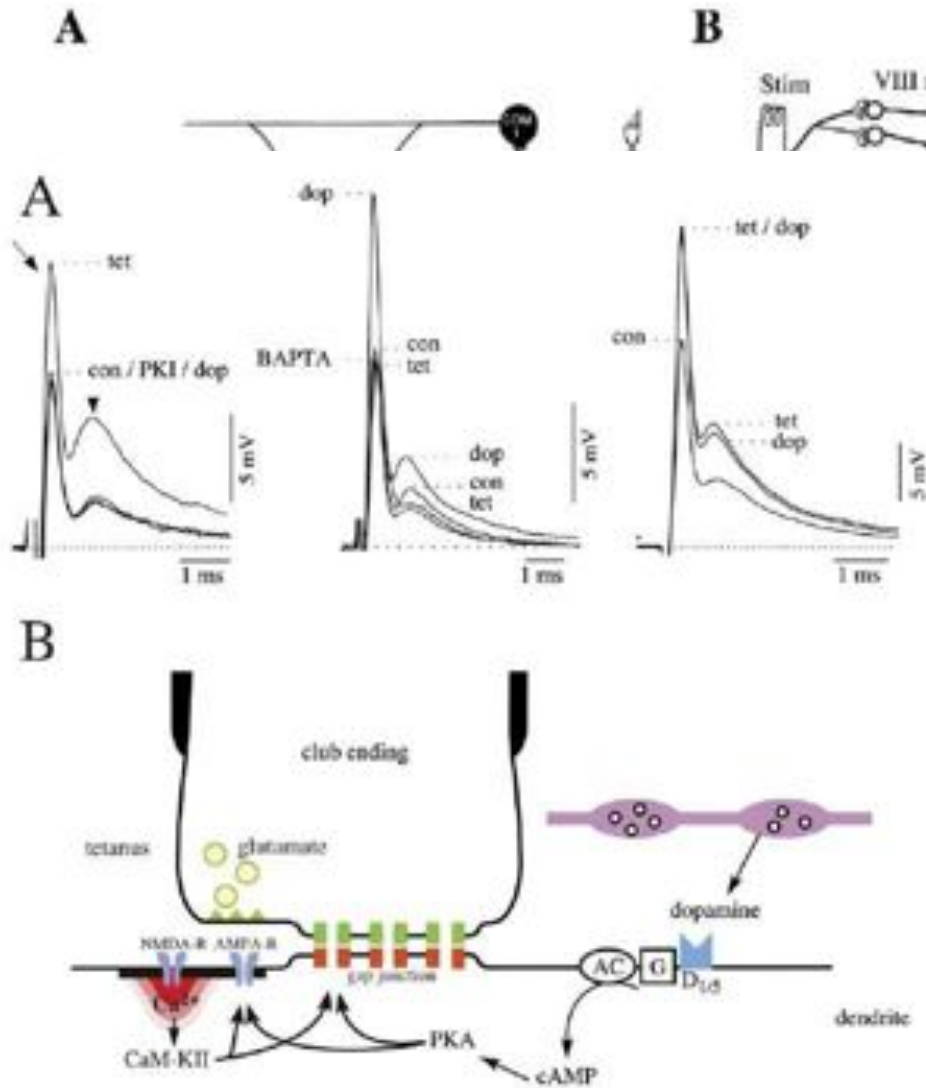 A
B
Stim
VIII
A
tet
con / PKI / dop
5 mV
1 ms
dop
BAPTA
con
tet
dop
con
tet
5 mV
1 ms
tet / dop
con
tet
dop
5 mV
1 ms
B
club ending
tetanus
glutamate
NMDA-R
AMPA-R
gap junction
dopamine
AC
G
D1/5
dendrite
CaM-KII
PKA
cAMP